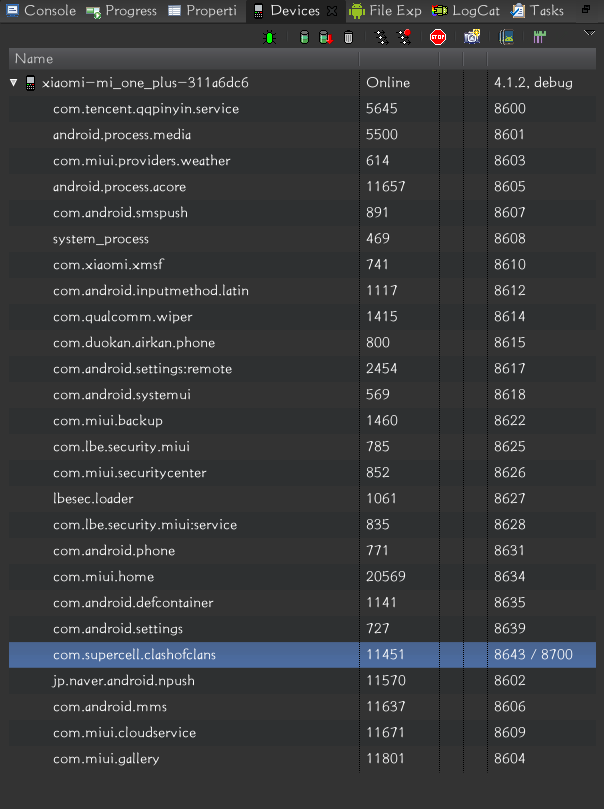 Console Progress Properti Devices File Exp LogCat Tasks
STOP
Name
xiaomi-mi_one_plus-311a6dc6 Online 4.1.2, debug
com.tencent.qqpinyin.service 5645 8600
android.process.media 5500 8601
com.miui.providers.weather 614 8603
android.process.acore 11657 8605
com.android.smspush 891 8607
system_process 469 8608
com.xiaomi.xmsf 741 8610
com.android.inputmethod.latin 1117 8612
com.qualcomm.wiper 1415 8614
com.duokan.airkan.phone 800 8615
com.android.settings:remote 2454 8617
com.android.systemui 569 8618
com.miui.backup 1460 8622
com.lbe.security.miui 785 8625
com.miui.securitycenter 852 8626
lbesec.loader 1061 8627
com.lbe.security.miui:service 835 8628
com.android.phone 771 8631
com.miui.home 20569 8634
com.android.defcontainer 1141 8635
com.android.settings 727 8639
com.supercell.clashofclans 11451 8643 / 8700
jp.naver.android.npush 11570 8602
com.android.mms 11637 8606
com.miui.cloudservice 11671 8609
com.miui.gallery 11801 8604